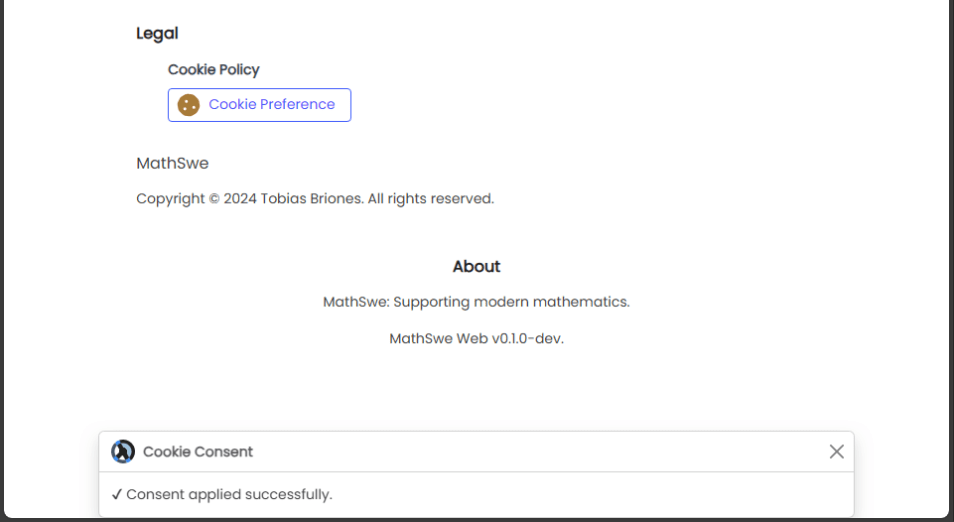 Legal
Cookie Policy
Cookie Preference
MathSwe
Copyright © 2024 Tobias Briones. All rights reserved.
About
MathSwe: Supporting modern mathematics.
MathSwe Web v0.1.0-dev.
Cookie Consent
✓ Consent applied successfully.